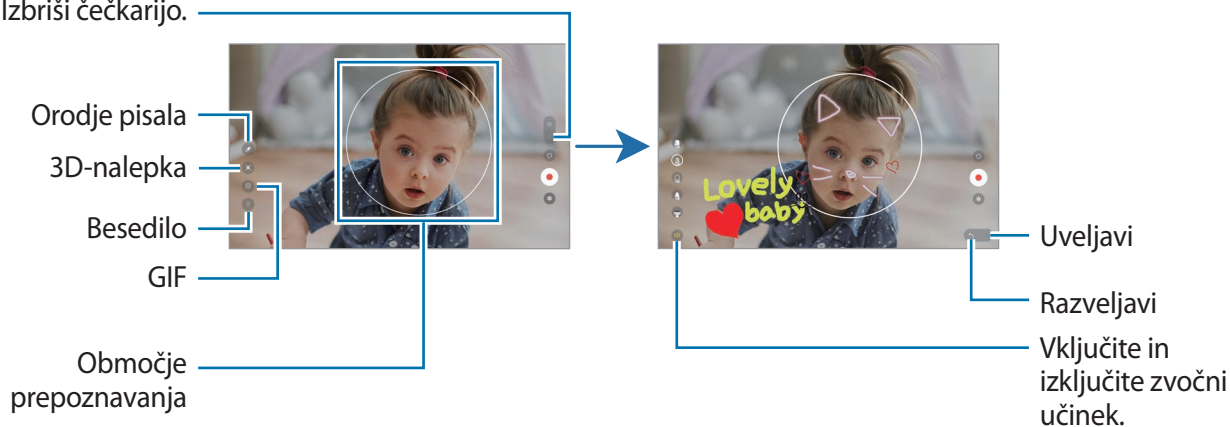 Izbriši čečkarijo.
Orodje pisala
3D-nalepka
Besedilo
GIF
Območje
prepoznavanja
Lovely
baby
Uveljavi
Razveljavi
Vključite in
izključite zvočni
učinek.